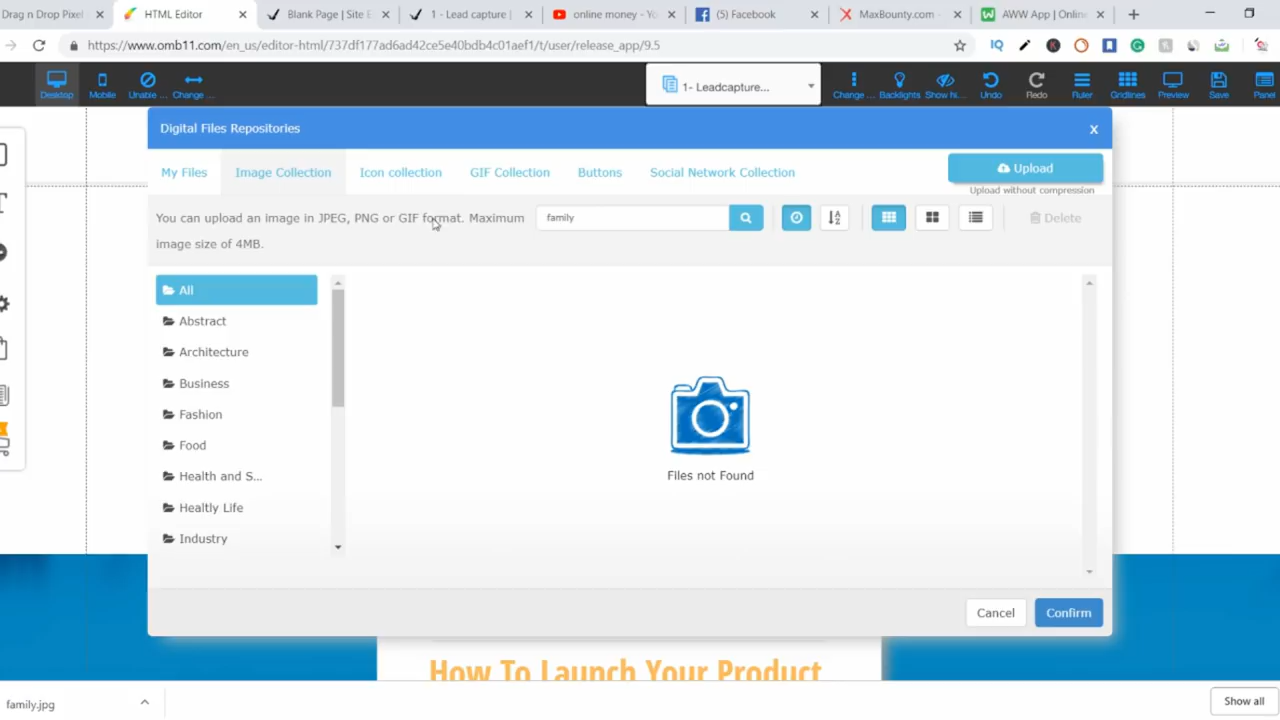 Drag n Drop Pixel
HTML Editor
Blank Page | Site E
1 - Lead capture |
online money - Yo
(3) Facebook
MaxBounty.com -
AWW App | Onlin
https://www.omb11.com/en_us/editor-html/737df177ad6ad42ce5e40bdb4c01aef1/t/user/release_app/9.5
Desktop
Mobile
Unable ...
Change ...
1- Leadcapture...
Change ...
Backlights
Show hi...
Undo
Redo
Ruler
Gridlines
Preview
Save
Panel
Digital Files Repositories
x
My Files
Image Collection
Icon collection
GIF Collection
Buttons
Social Network Collection
Upload
Upload without compression
You can upload an image in JPEG, PNG or GIF format. Maximum
image size of 4MB.
family
Delete
All
Abstract
Architecture
Business
Fashion
Food
Health and S...
Healtly Life
Industry
Files not Found
Cancel
Confirm
How To Launch Your Product
family.jpg
Show all